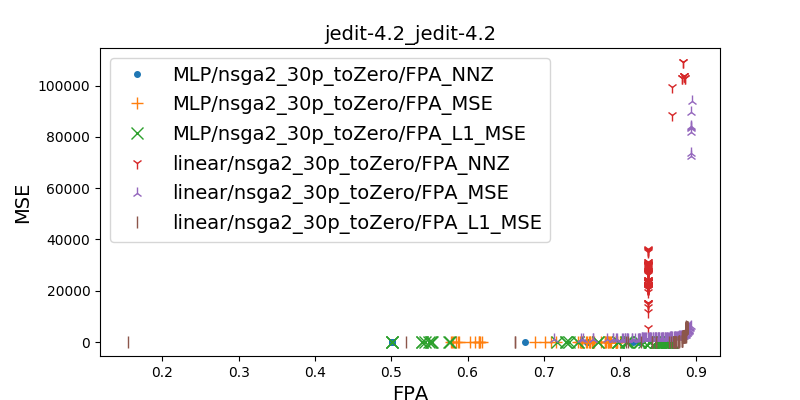 jedit-4.2_jedit-4.2
MLP/nsga2_30p_toZero/FPA_NNZ
MLP/nsga2_30p_toZero/FPA_MSE
MLP/nsga2_30p_toZero/FPA_L1_MSE
linear/nsga2_30p_toZero/FPA_NNZ
linear/nsga2_30p_toZero/FPA_MSE
linear/nsga2_30p_toZero/FPA_L1_MSE
MSE
100000
80000
60000
40000
20000
0
0.2 0.3 0.4 0.5 0.6 0.7 0.8 0.9
FPA